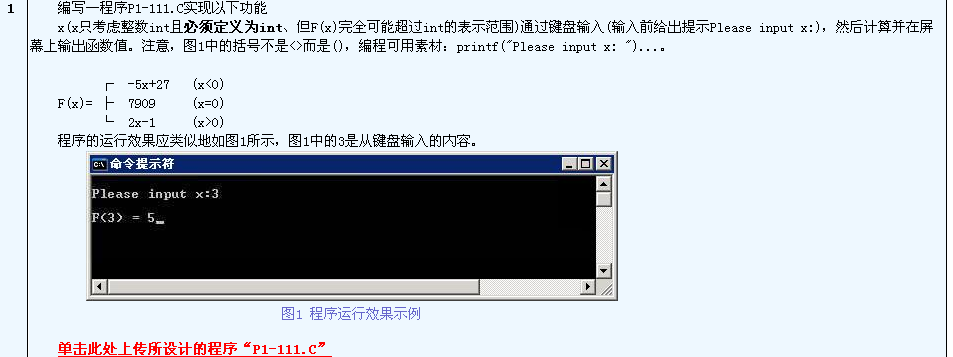 1 编写一程序P1-111.C实现以下功能
x(x只考虑整数int且必须定义为int、但F(x)完全可能超过int的表示范围)通过键盘输入(输入前给出提示Please input x:)，然后计算并在屏
幕上输出函数值。注意，图1中的括号不是<>而是()，编程可用素材：printf("Please input x: ")...。
┌ -5x+27 (x<0)
F(x)= ├ 7909 (x=0)
└ 2x-1 (x>0)
程序的运行效果应类似地如图1所示，图1中的3是从键盘输入的内容。
C:\ 命令提示符
Please input x:3
F(3) = 5_
图1 程序运行效果示例
单击此处上传所设计的程序“P1-111.C”